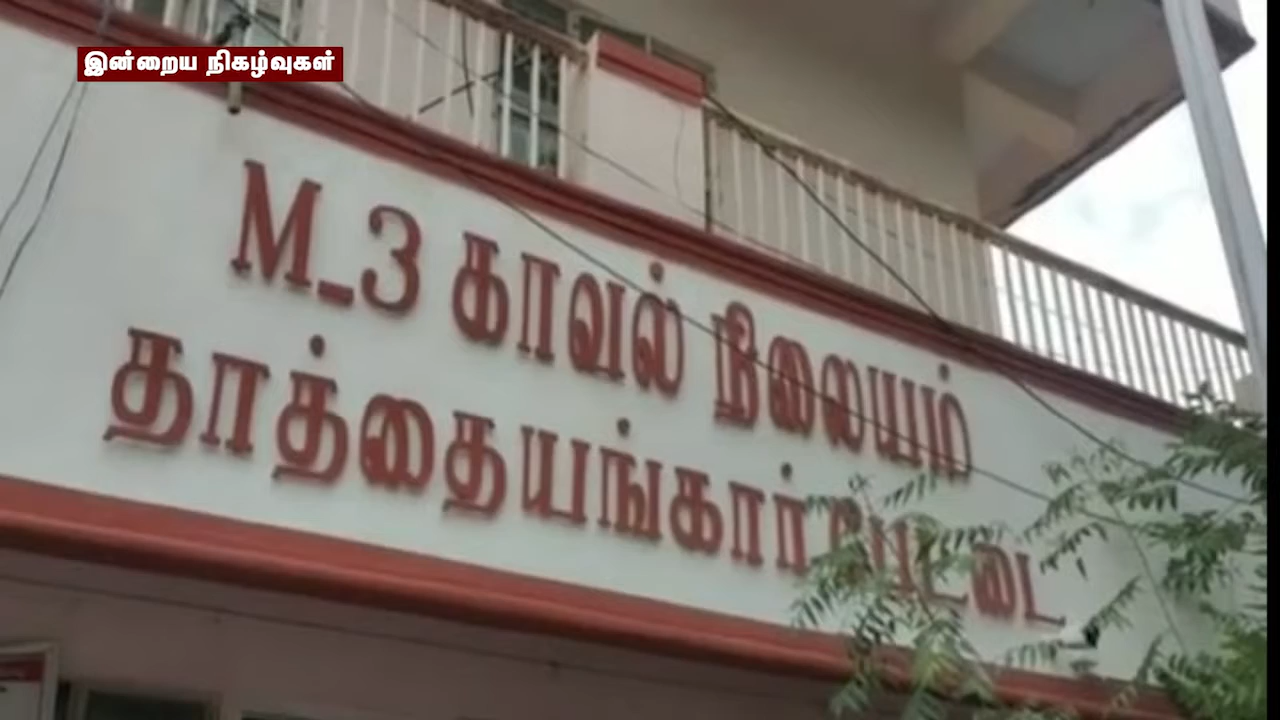 இன்றைய நிகழ்வுகள்
M-3 காவல் நிலையம்
தாத்தையங்கார் பேட்டை